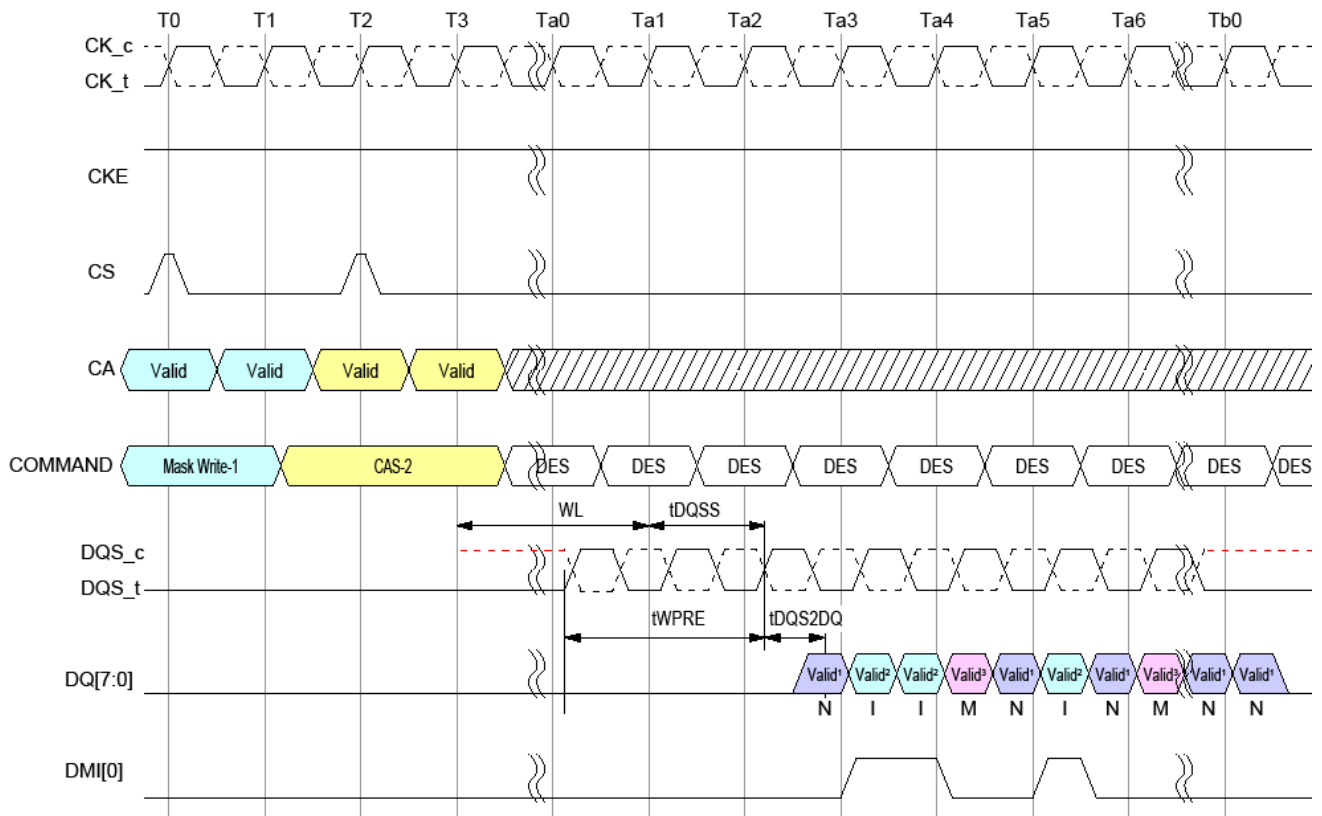 T0 T1 T2 T3 Ta0 Ta1 Ta2 Ta3 Ta4 Ta5 Ta6 Tb0
CK_c
CK_t
CKE
CS
CA Valid Valid Valid Valid
COMMAND Mask Write-1 CAS-2 DES DES DES DES DES DES DES DES DES
WL tDQSS
DQS_c
DQS_t
tWPRE tDQS2DQ
DQ[7:0] Valid¹ Valid² Valid² Valid³ Valid¹ Valid² Valid¹ Valid³ Valid¹ Valid¹
N I I M N I N M N N
DMI[0]